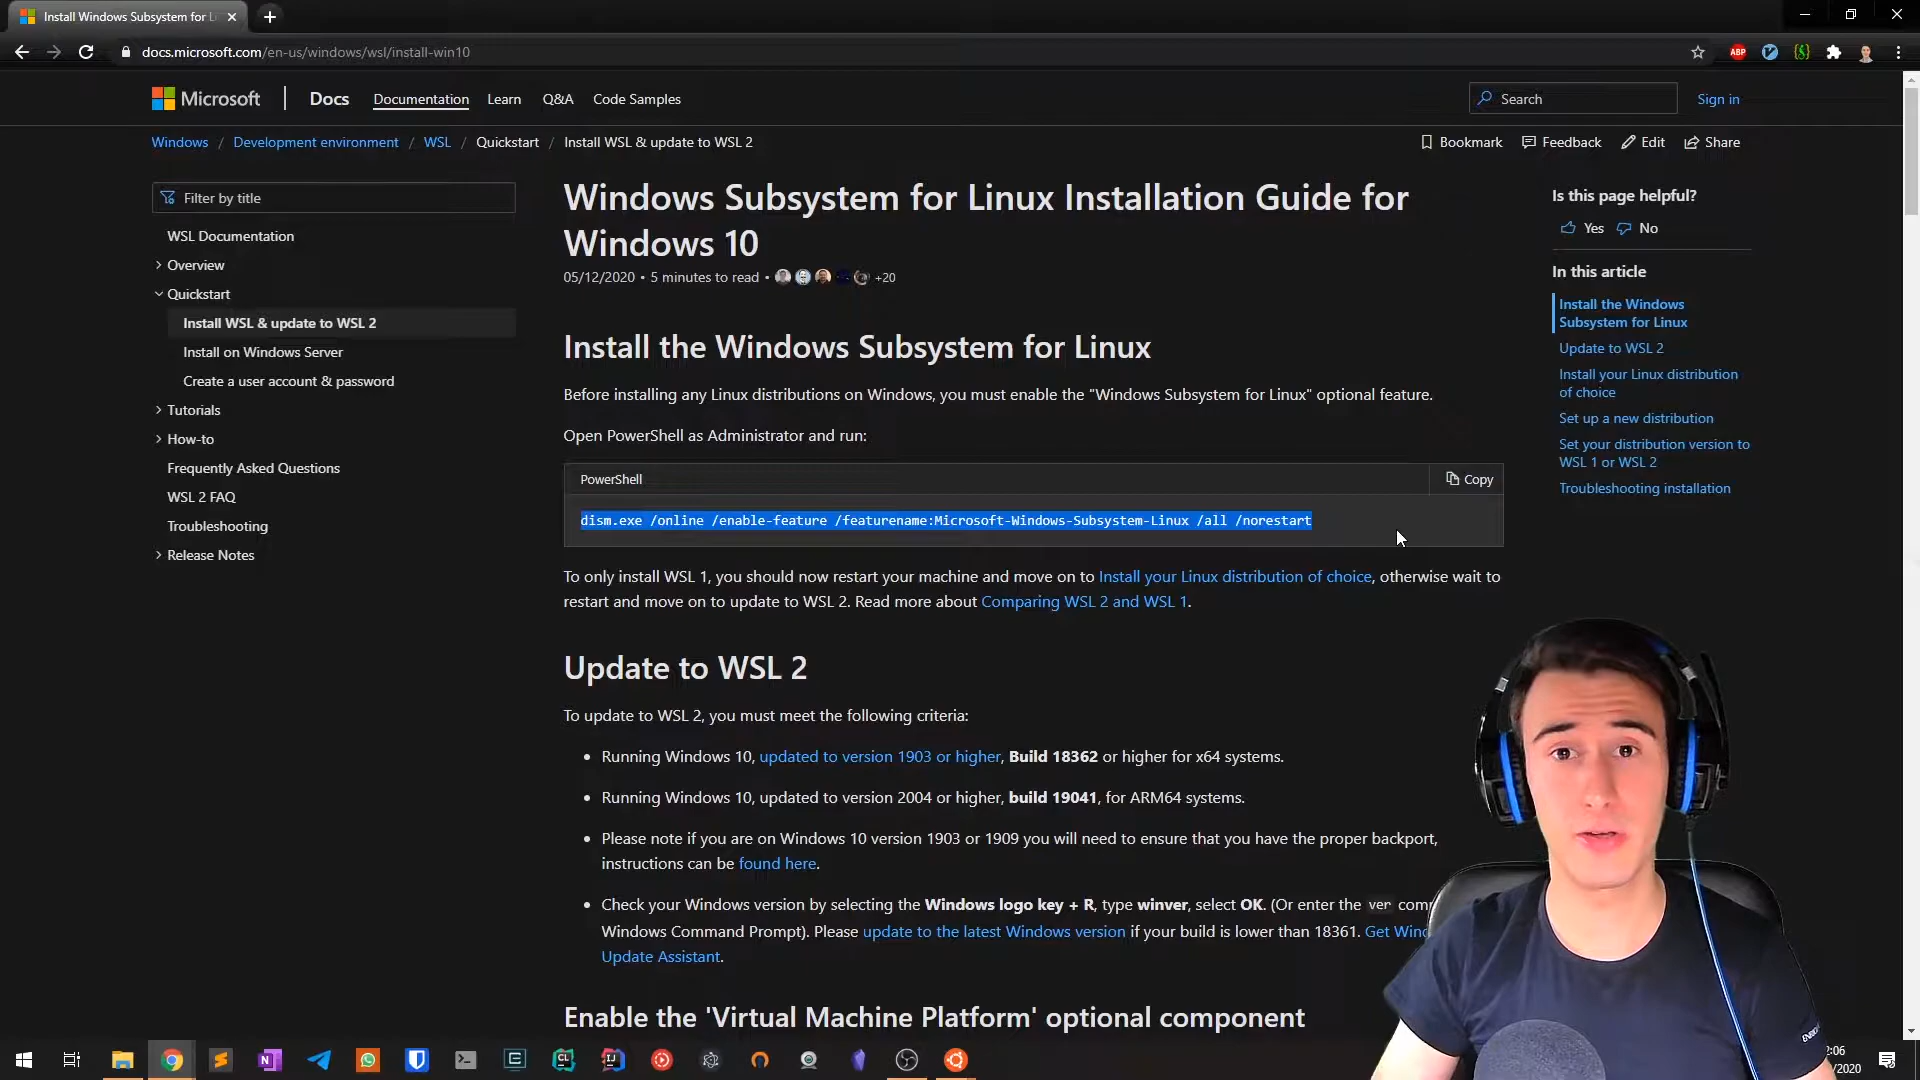 Install Windows Subsystem for Li
docs.microsoft.com/en-us/windows/wsl/install-win10
ABP
Microsoft
Docs
Documentation
Learn
Q&A
Code Samples
Search
Sign in
Windows / Development environment / WSL / Quickstart / Install WSL & update to WSL 2
Bookmark
Feedback
Edit
Share
Filter by title
WSL Documentation
Overview
Quickstart
Install WSL & update to WSL 2
Install on Windows Server
Create a user account & password
Tutorials
How-to
Frequently Asked Questions
WSL 2 FAQ
Troubleshooting
Release Notes
Windows Subsystem for Linux Installation Guide for
Windows 10
05/12/2020 • 5 minutes to read • +20
Install the Windows Subsystem for Linux
Before installing any Linux distributions on Windows, you must enable the "Windows Subsystem for Linux" optional feature.
Open PowerShell as Administrator and run:
PowerShell
Copy
dism.exe /online /enable-feature /featurename:Microsoft-Windows-Subsystem-Linux /all /norestart
To only install WSL 1, you should now restart your machine and move on to Install your Linux distribution of choice, otherwise wait to
restart and move on to update to WSL 2. Read more about Comparing WSL 2 and WSL 1.
Update to WSL 2
To update to WSL 2, you must meet the following criteria:
• Running Windows 10, updated to version 1903 or higher, Build 18362 or higher for x64 systems.
• Running Windows 10, updated to version 2004 or higher, build 19041, for ARM64 systems.
• Please note if you are on Windows 10 version 1903 or 1909 you will need to ensure that you have the proper backport,
instructions can be found here.
• Check your Windows version by selecting the Windows logo key + R, type winver, select OK. (Or enter the ver com
Windows Command Prompt). Please update to the latest Windows version if your build is lower than 18361. Get Wind
Update Assistant.
Enable the 'Virtual Machine Platform' optional component
Is this page helpful?
Yes
No
In this article
Install the Windows
Subsystem for Linux
Update to WSL 2
Install your Linux distribution
of choice
Set up a new distribution
Set your distribution version to
WSL 1 or WSL 2
Troubleshooting installation
2:06
/2020